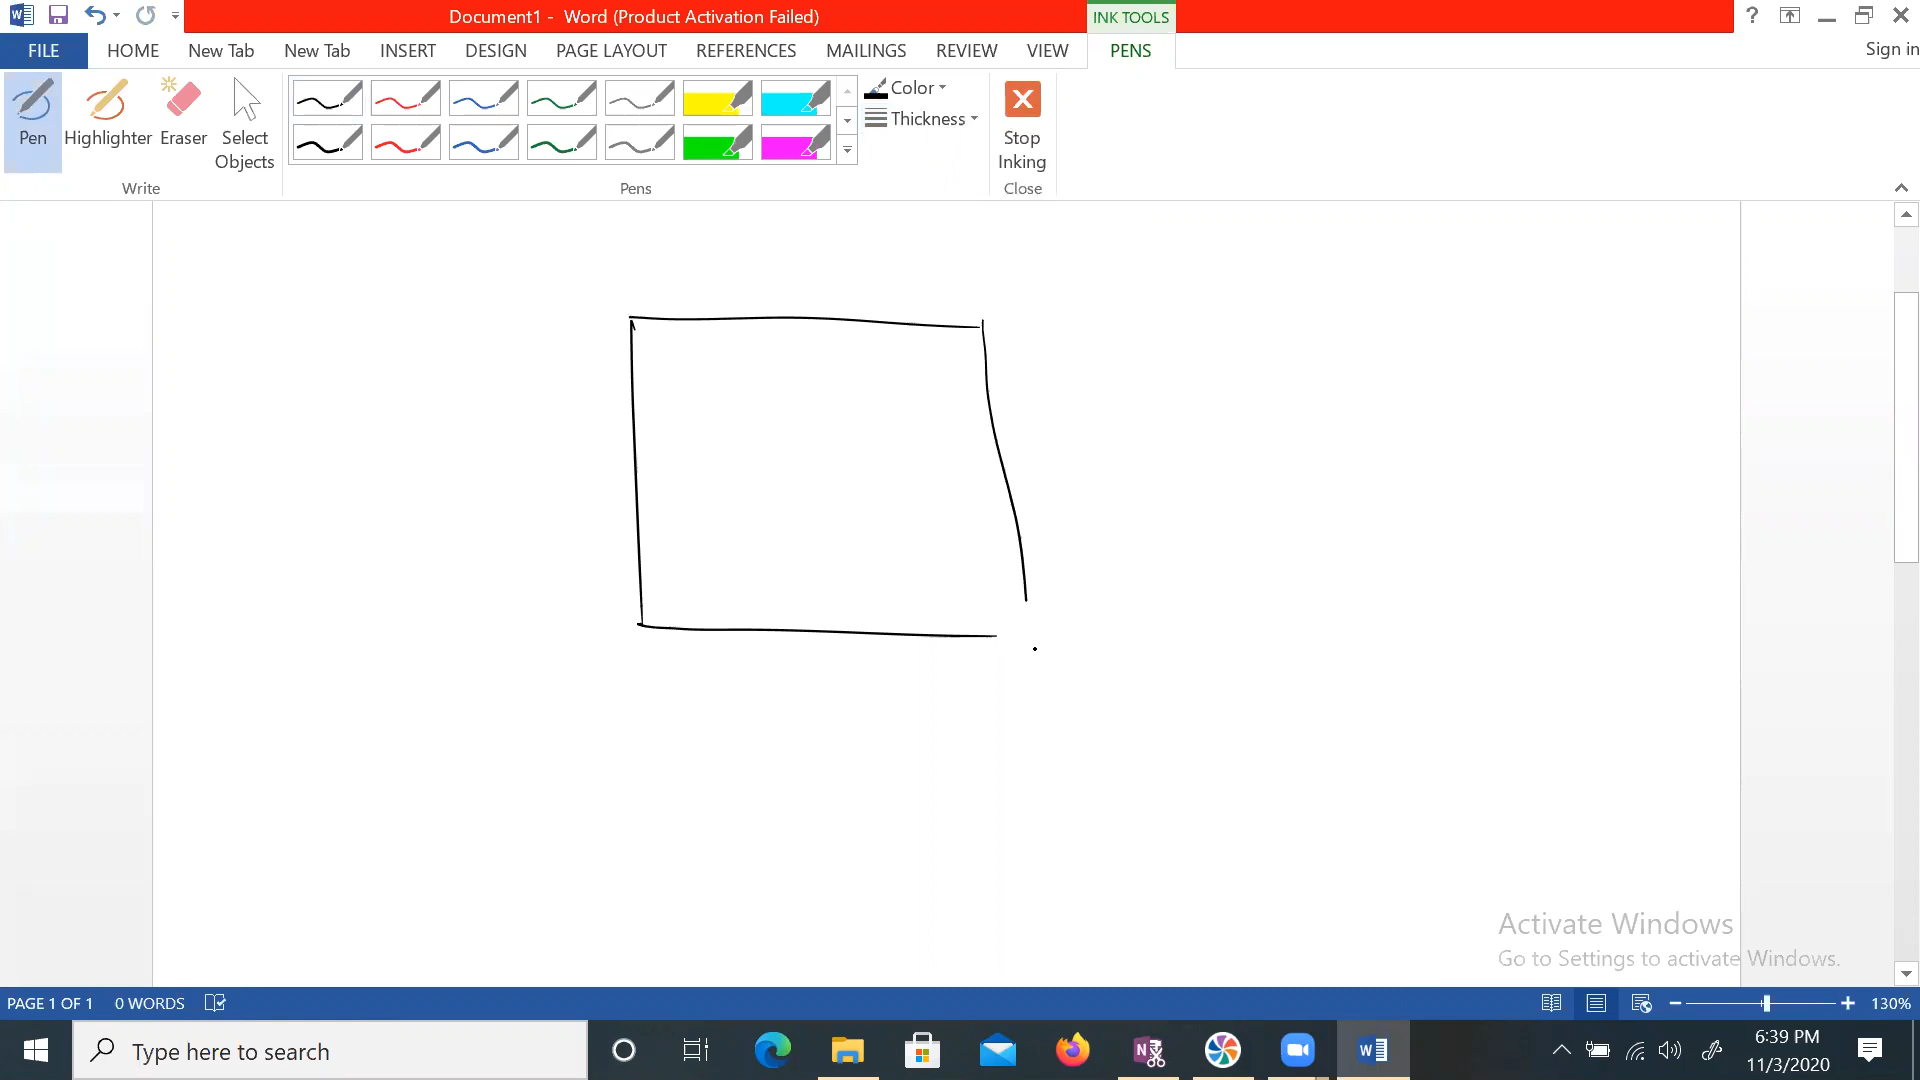 Document1 - Word (Product Activation Failed)
INK TOOLS
?
FILE HOME New Tab New Tab INSERT DESIGN PAGE LAYOUT REFERENCES MAILINGS REVIEW VIEW PENS Sign in
Pen
Highlighter
Eraser
Select
Objects
Color
Thickness
Stop
Inking
Write
Pens
Close
Activate Windows
Go to Settings to activate Windows.
PAGE 1 OF 1 0 WORDS
130%
Type here to search
6:39 PM
11/3/2020